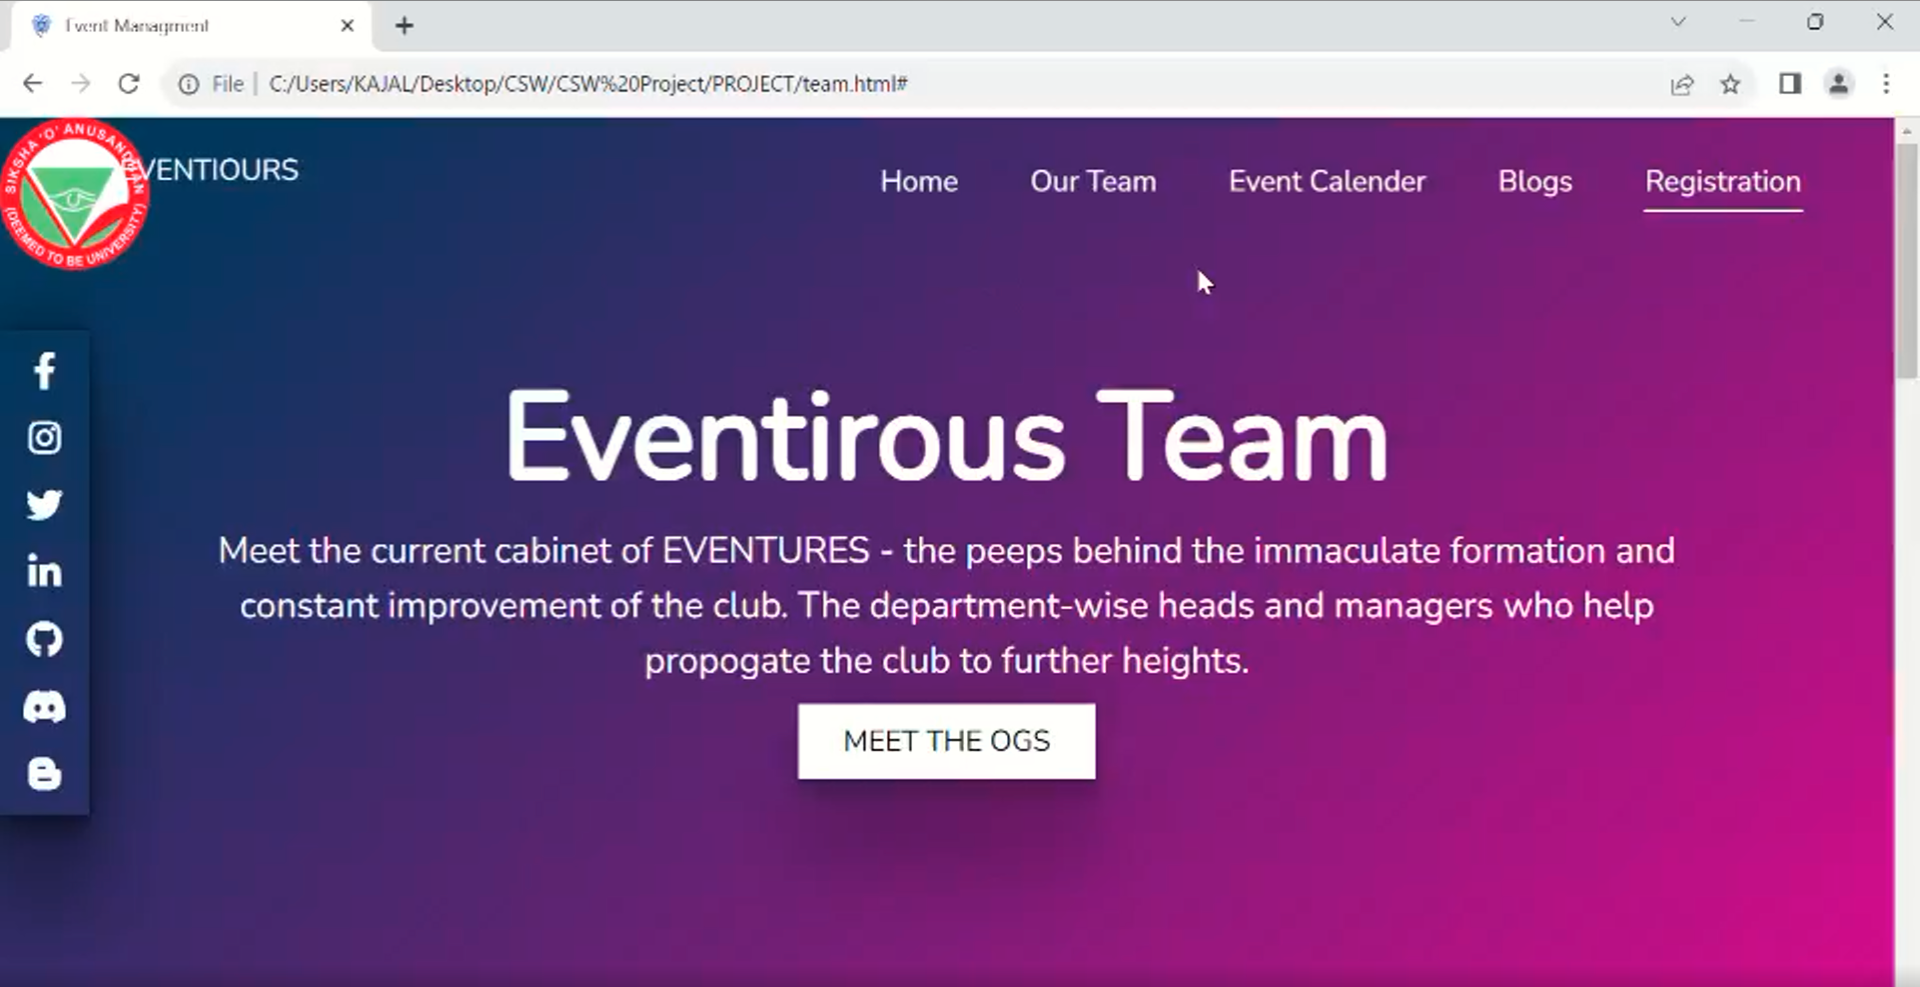 Event Managment
File
C:/Users/KAJAL/Desktop/CSW/CSW%20Project/PROJECT/team.html#
SIKSHA 'O' ANUSANDHAN
(DEEMED TO BE UNIVERSITY)
VENTIOURS
Home
Our Team
Event Calender
Blogs
Registration
Eventirous Team
Meet the current cabinet of EVENTURES - the peeps behind the immaculate formation and
constant improvement of the club. The department-wise heads and managers who help
propogate the club to further heights.
MEET THE OGS